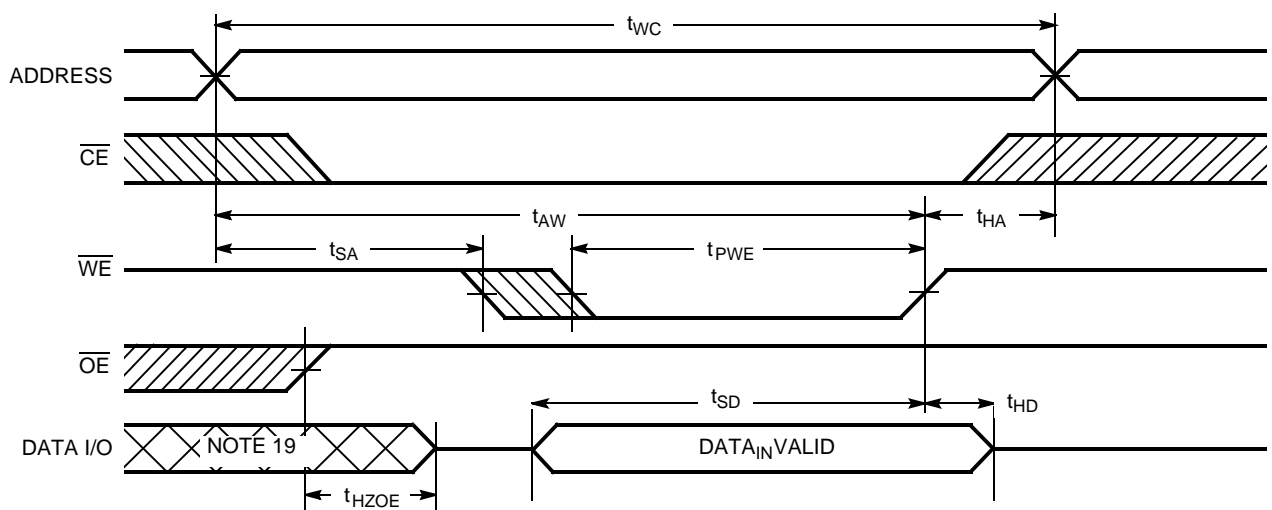 tWC
ADDRESS
CE
tAW
tHA
tSA
tPWE
WE
OE
tSD
tHD
DATA I/O
NOTE 19
DATAINVALID
tHZOE